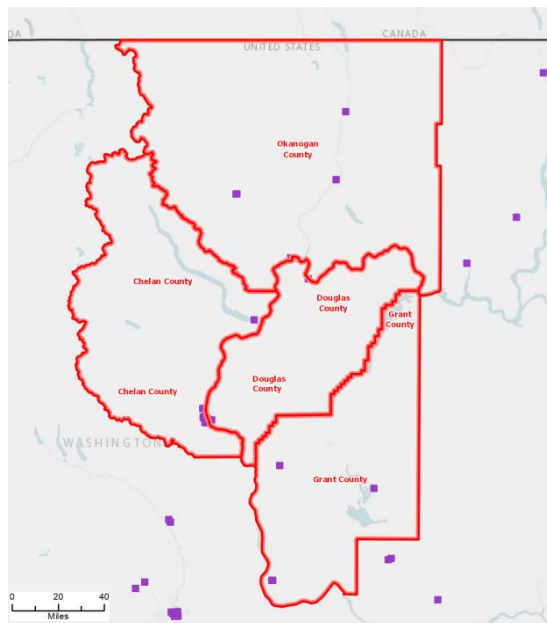 DA
CANADA
UNITED STATES
Okanogan
County
Chelan County
Douglas
County
Grant
County
Chelan County
Douglas
County
WASHINGTON
Grant County
0 20 40
Miles